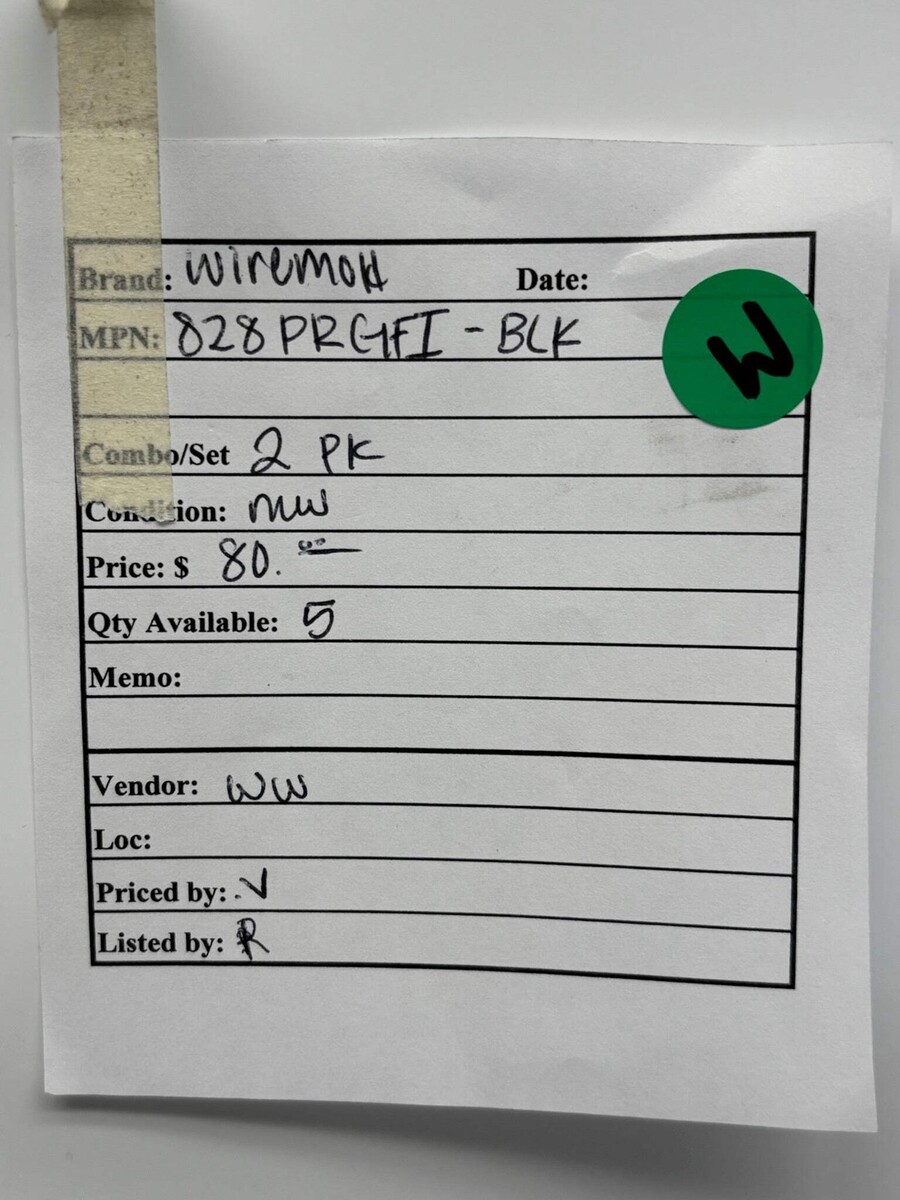 Brand: Wiremold Date:
MPN: 828PRGFI - BLK
W
Combo/Set 2 PK
Condition: new
Price: $ 80.00
Qty Available: 5
Memo:
Vendor: WW
Loc:
Priced by: V
Listed by: R